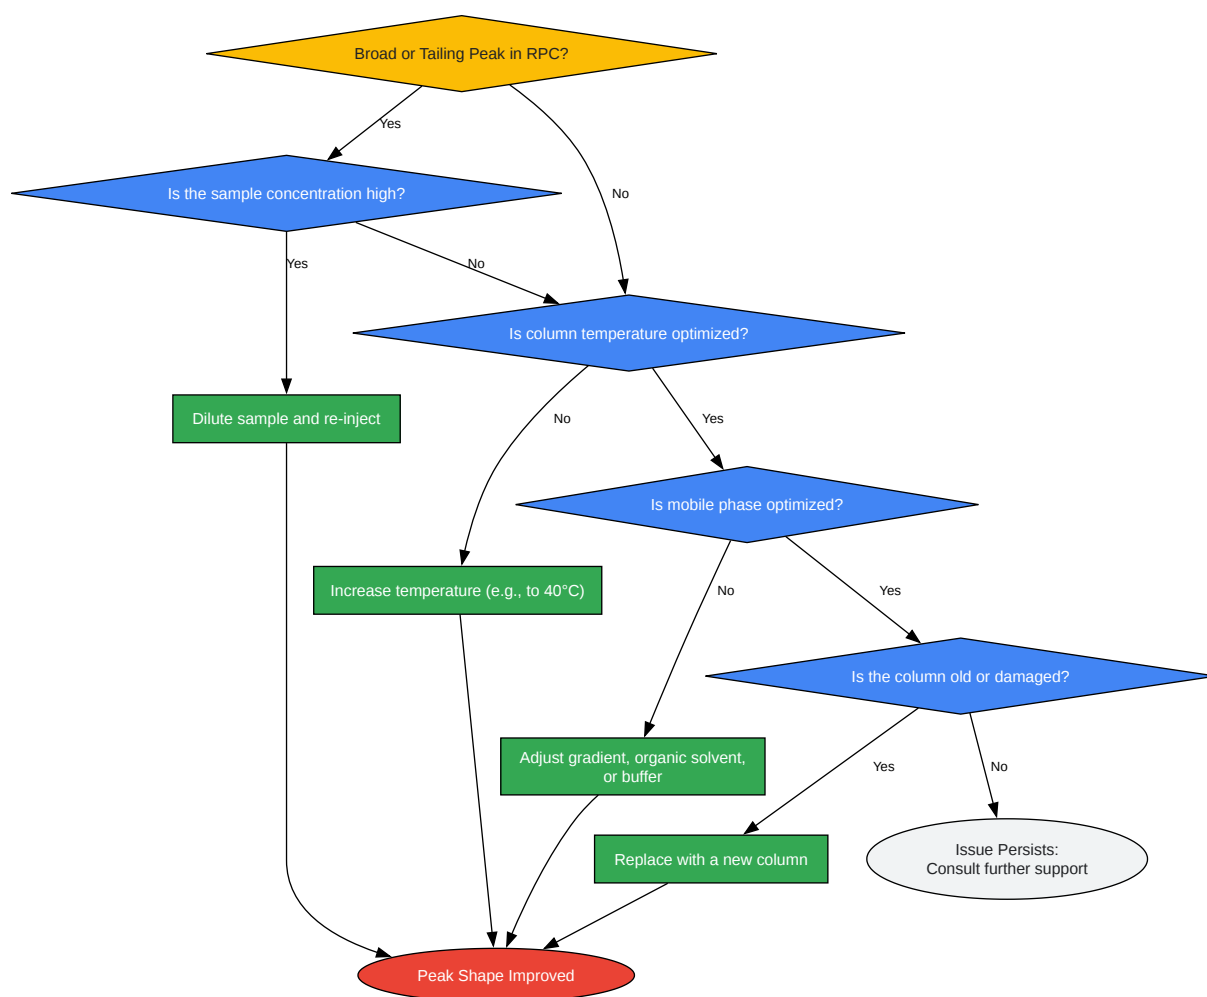 Broad or Tailing Peak in RPC?
Yes
Is the sample concentration high?
No
Yes
No
Is column temperature optimized?
Dilute sample and re-inject
No
Yes
Is mobile phase optimized?
Increase temperature (e.g., to 40°C)
No
Yes
Is the column old or damaged?
Adjust gradient, organic solvent,
or buffer
Yes
No
Replace with a new column
Issue Persists:
Consult further support
Peak Shape Improved